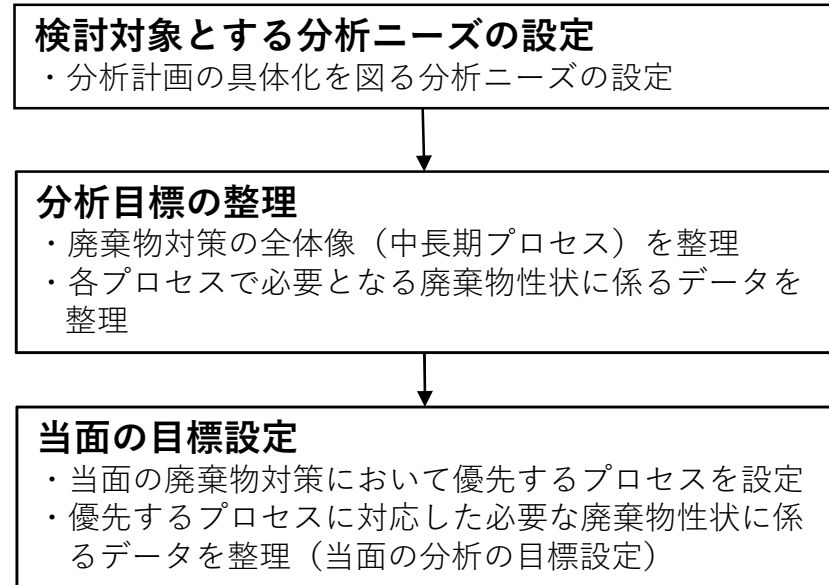 検討対象とする分析ニーズの設定
・分析計画の具体化を図る分析ニーズの設定
分析目標の整理
・廃棄物対策の全体像（中長期プロセス）を整理
・各プロセスで必要となる廃棄物性状に係るデータを
整理
当面の目標設定
・当面の廃棄物対策において優先するプロセスを設定
・優先するプロセスに対応した必要な廃棄物性状に係
るデータを整理（当面の分析の目標設定）